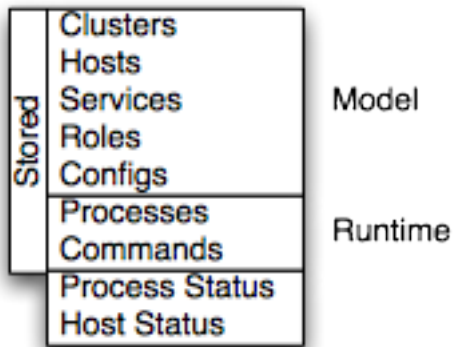 Stored
Clusters
Hosts
Services
Roles
Configs
Model
Processes
Commands
Runtime
Process Status
Host Status